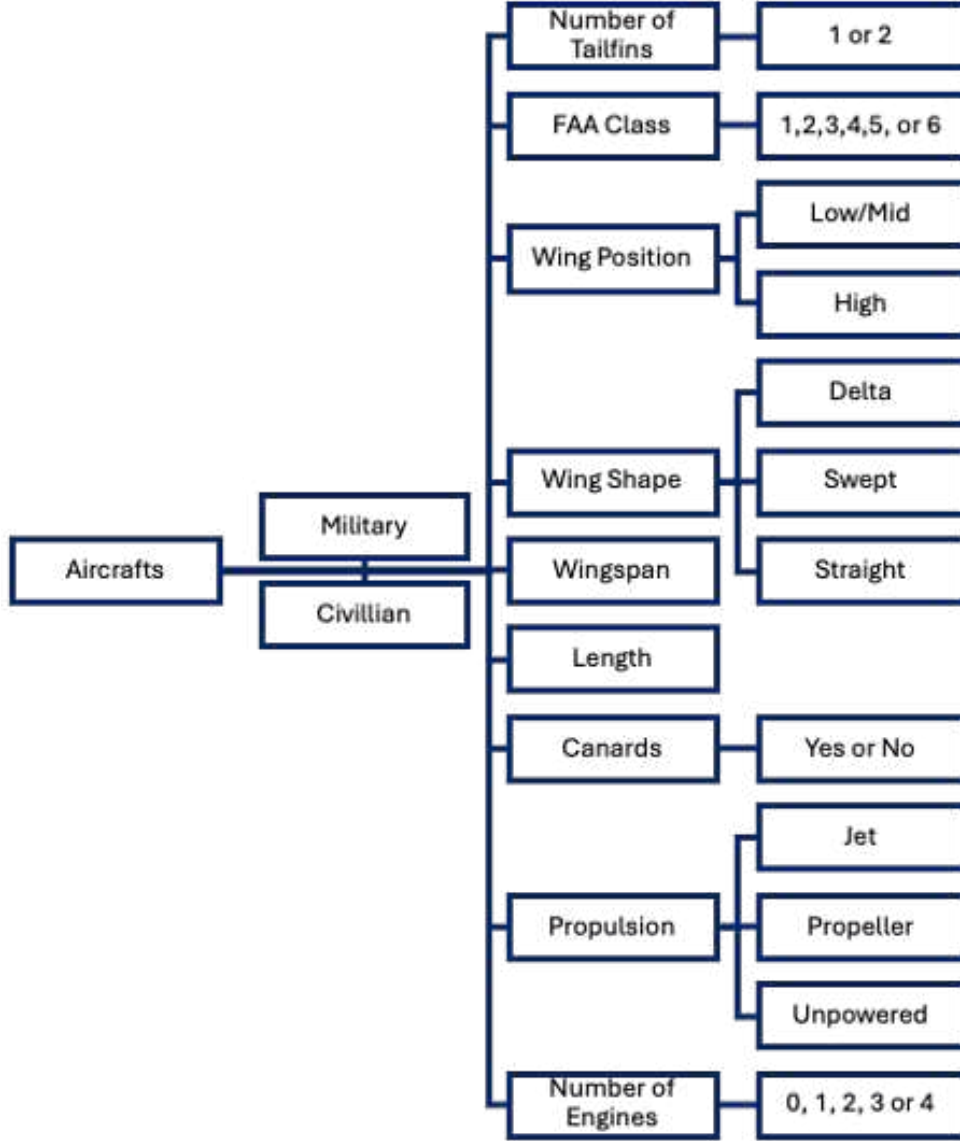 Number of
Tailfins
1 or 2
FAA Class
1,2,3,4,5, or 6
Wing Position
Low/Mid
High
Wing Shape
Delta
Swept
Straight
Aircrafts
Military
Civillian
Wingspan
Length
Canards
Yes or No
Propulsion
Jet
Propeller
Unpowered
Number of
Engines
0, 1, 2, 3 or 4